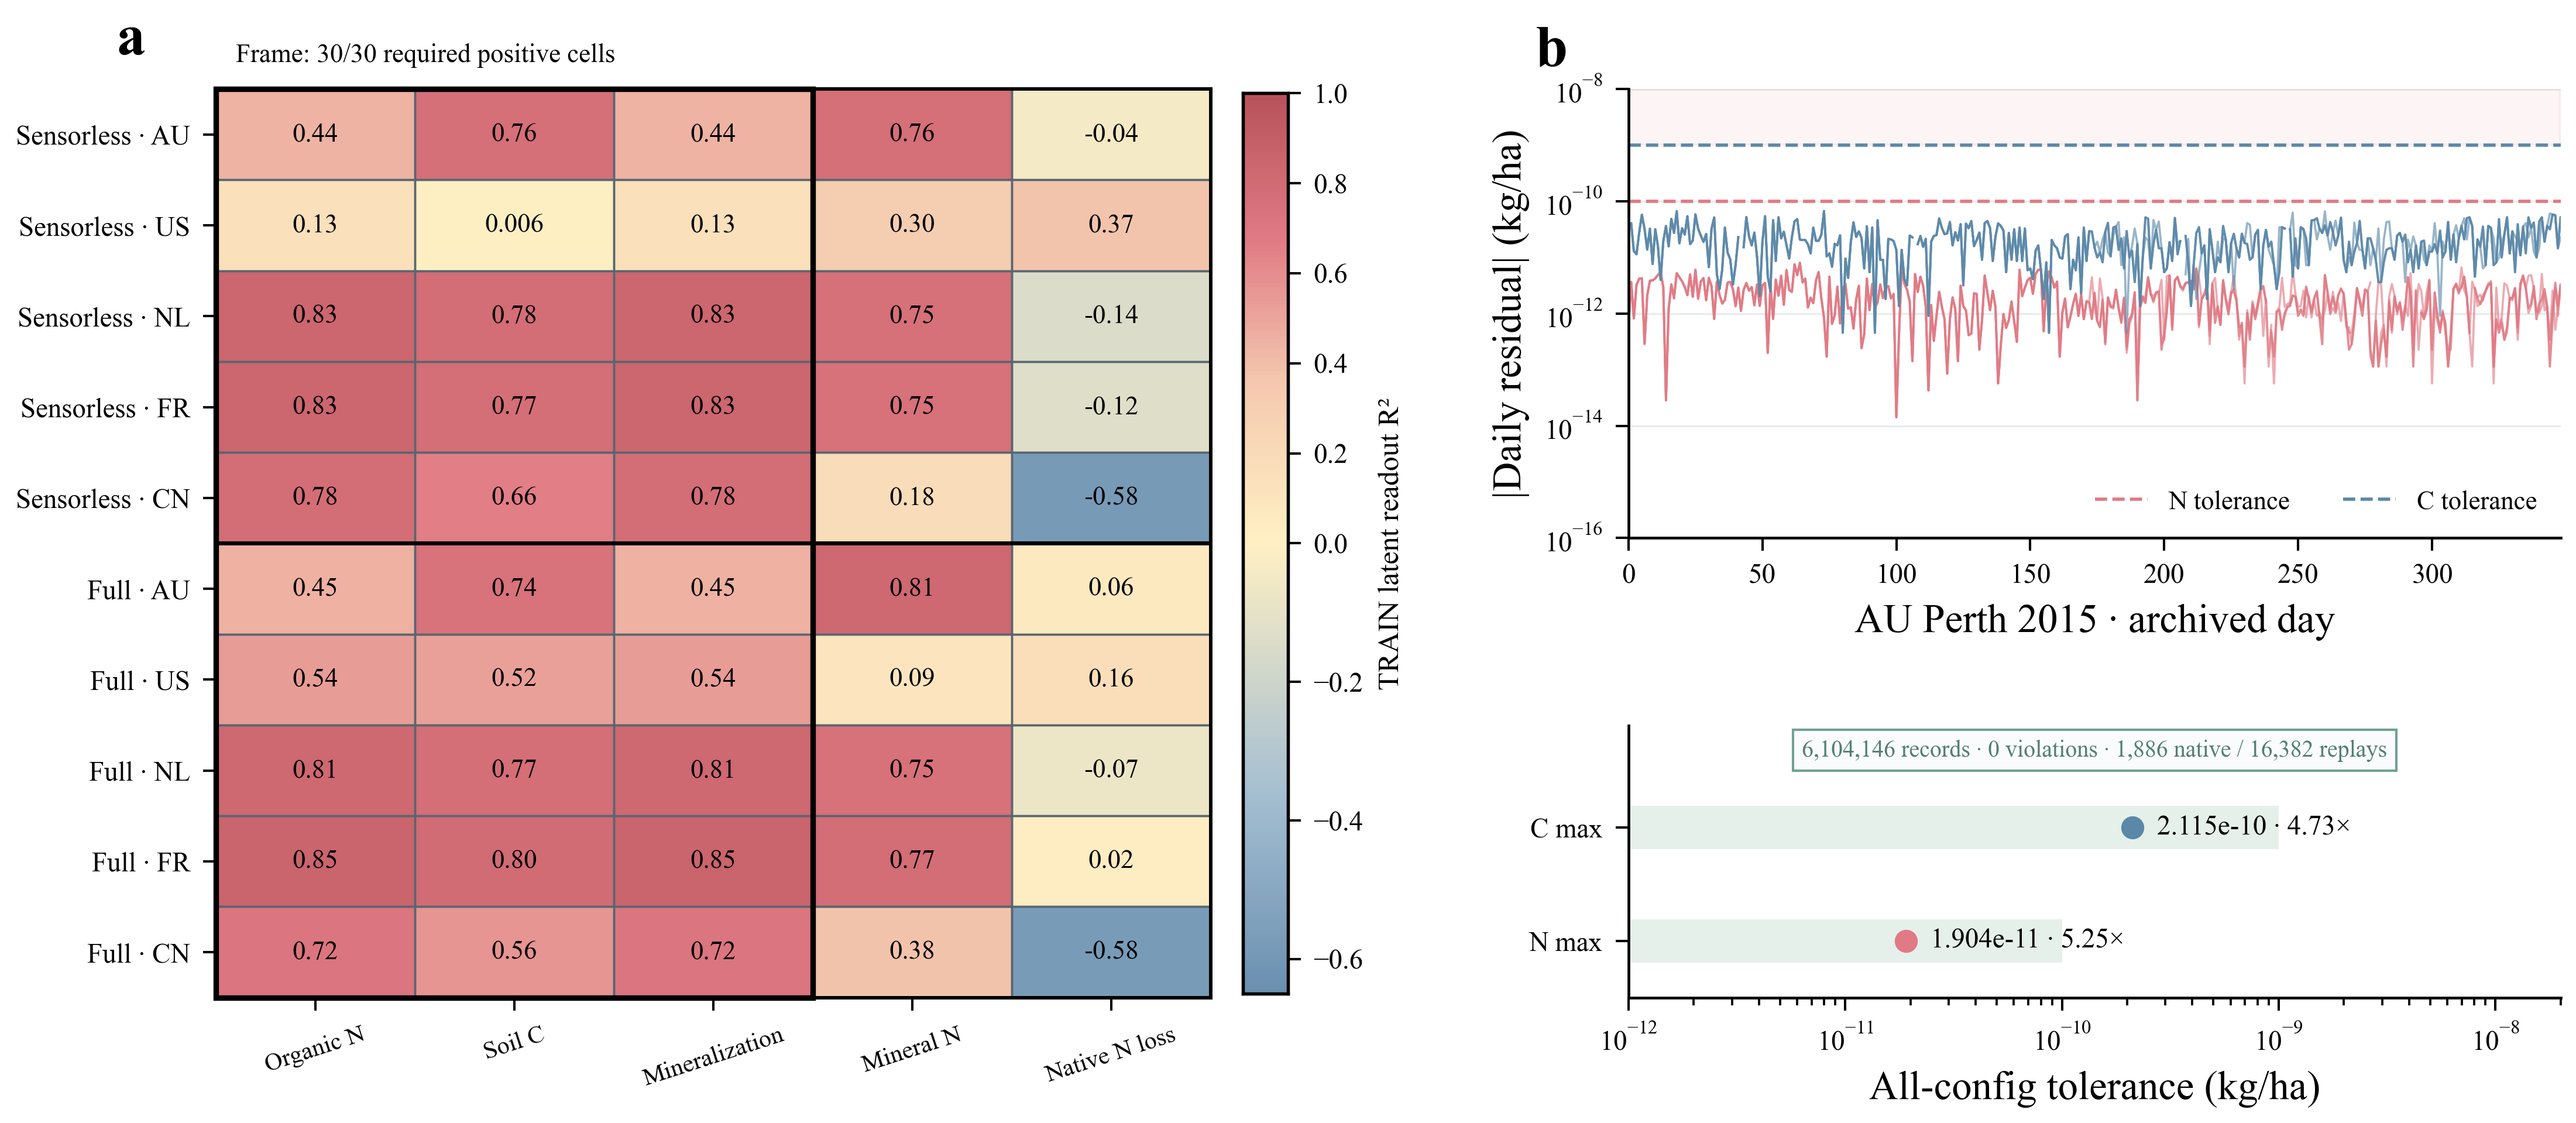 a
Frame: 30/30 required positive cells
Sensorless · AU 0.44 0.76 0.44 0.76 -0.04
Sensorless · US 0.13 0.006 0.13 0.30 0.37
Sensorless · NL 0.83 0.78 0.83 0.75 -0.14
Sensorless · FR 0.83 0.77 0.83 0.75 -0.12
Sensorless · CN 0.78 0.66 0.78 0.18 -0.58
Full · AU 0.45 0.74 0.45 0.81 0.06
Full · US 0.54 0.52 0.54 0.09 0.16
Full · NL 0.81 0.77 0.81 0.75 -0.07
Full · FR 0.85 0.80 0.85 0.77 0.02
Full · CN 0.72 0.56 0.72 0.38 -0.58
Organic N Soil C Mineralization Mineral N Native N loss
1.0
0.8
0.6
0.4
0.2
0.0
−0.2
−0.4
−0.6
TRAIN latent readout R²
b
|Daily residual| (kg/ha)
10⁻⁸
10⁻¹⁰
10⁻¹²
10⁻¹⁴
10⁻¹⁶
N tolerance C tolerance
0 50 100 150 200 250 300
AU Perth 2015 · archived day
6,104,146 records · 0 violations · 1,886 native / 16,382 replays
C max 2.115e-10 · 4.73×
N max 1.904e-11 · 5.25×
10⁻¹² 10⁻¹¹ 10⁻¹⁰ 10⁻⁹ 10⁻⁸
All-config tolerance (kg/ha)